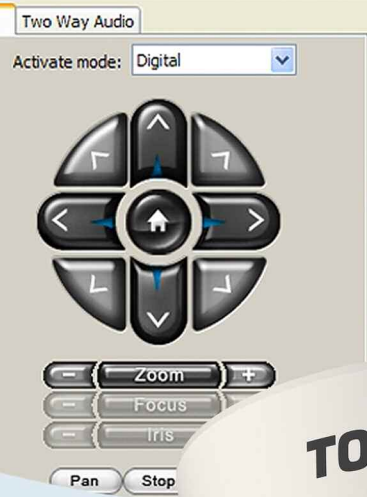 Two Way Audio
Activate mode: Digital
- Zoom +
- Focus
- Iris
Pan Stop
TO